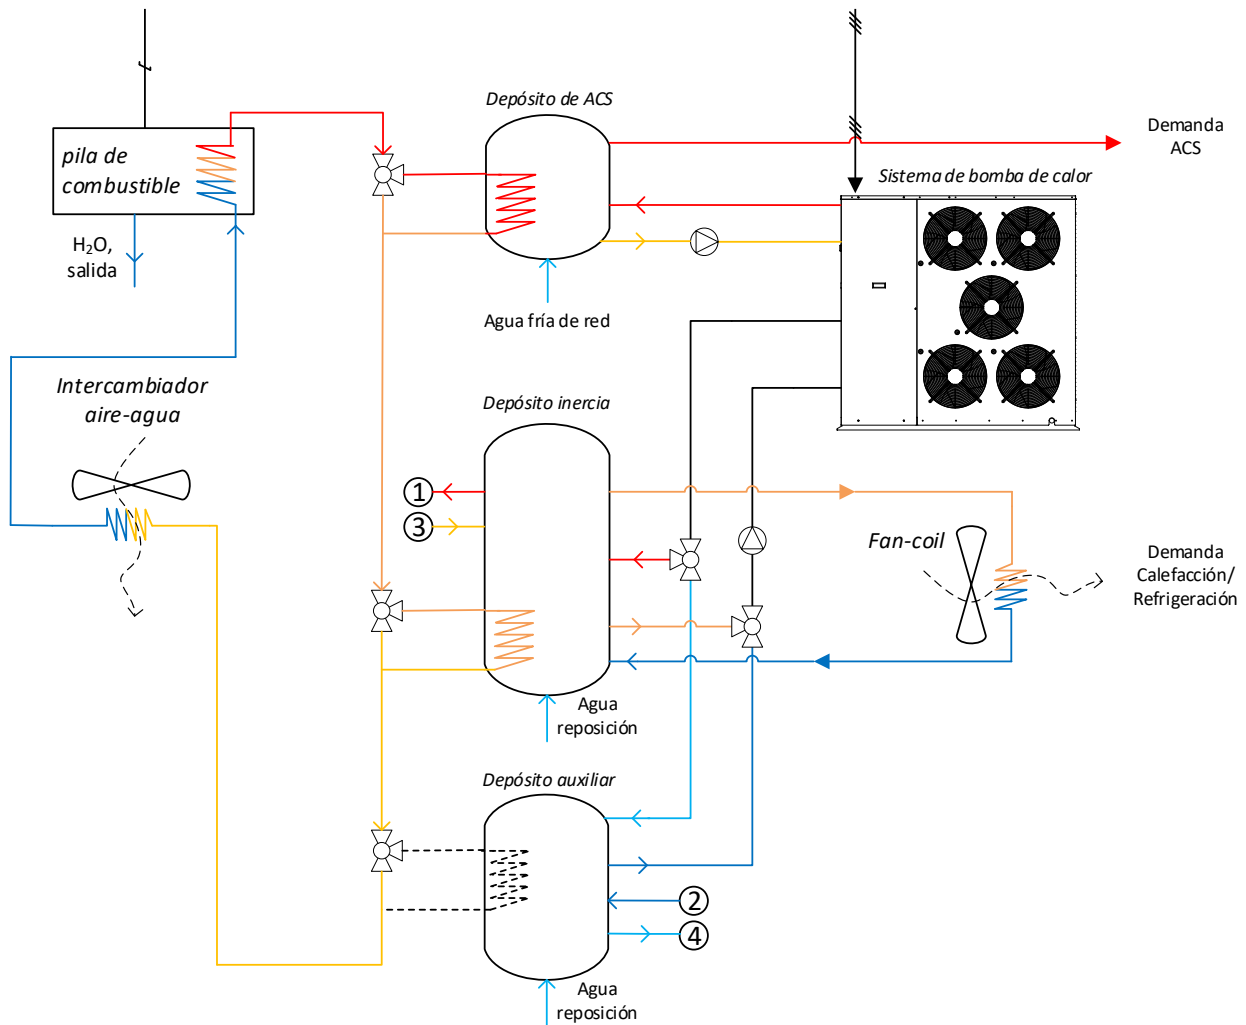 Depósito de ACS
Demanda
ACS
pila de
combustible
Sistema de bomba de calor
H₂O,
salida
Agua fría de red
Intercambiador
aire-agua
Depósito inercia
1
3
Fan-coil
Demanda
Calefacción/
Refrigeración
Agua
reposición
Depósito auxiliar
2
4
Agua
reposición